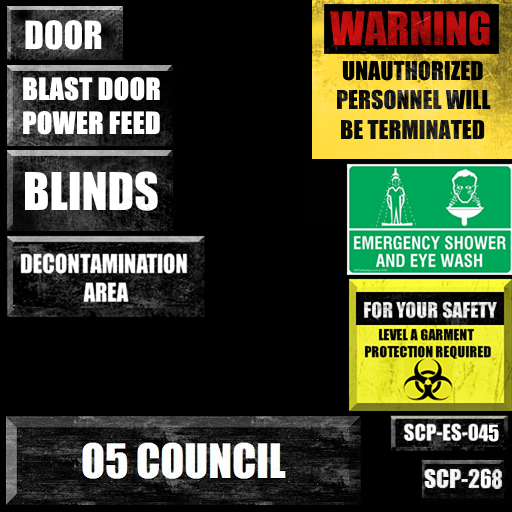 DOOR
BLAST DOOR
POWER FEED
BLINDS
DECONTAMINATION
AREA
WARNING
UNAUTHORIZED
PERSONNEL WILL
BE TERMINATED
EMERGENCY SHOWER
AND EYE WASH
FOR YOUR SAFETY
LEVEL A GARMENT
PROTECTION REQUIRED
05 COUNCIL
SCP-ES-045
SCP-268